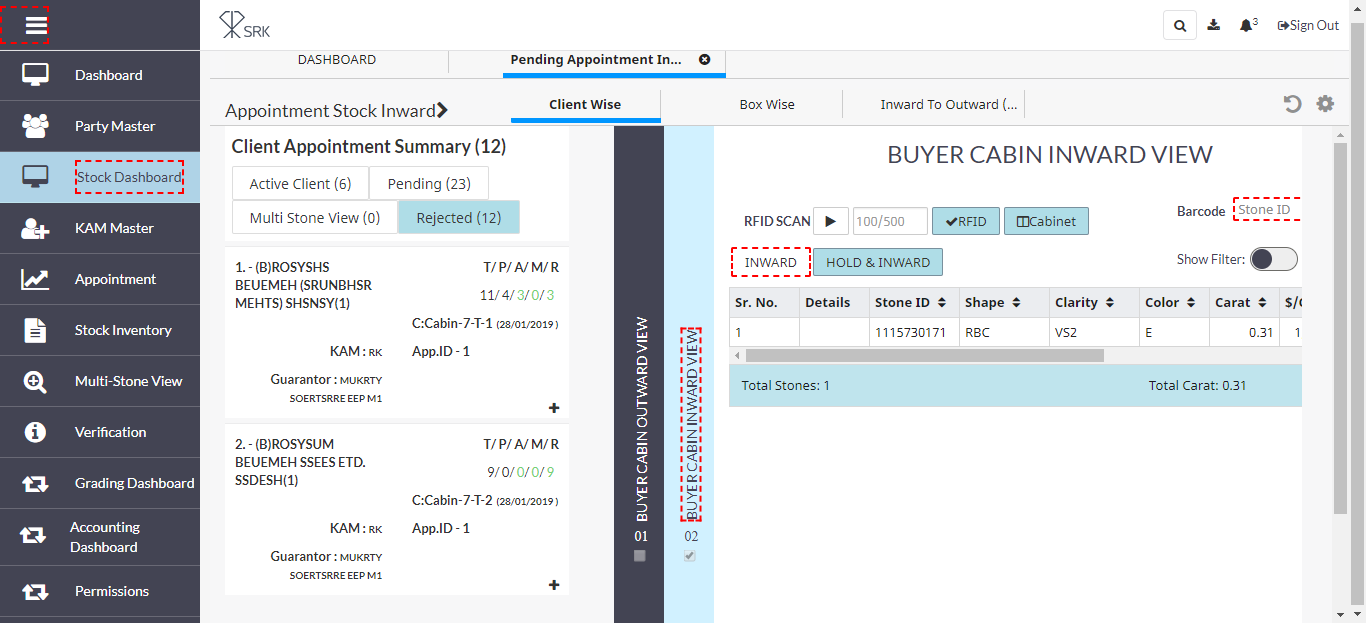 SRK
3
Sign Out
Dashboard
Party Master
Stock Dashboard
KAM Master
Appointment
Stock Inventory
Multi-Stone View
Verification
Grading Dashboard
Accounting
Dashboard
Permissions
DASHBOARD
Pending Appointment In...
Appointment Stock Inward
Client Wise
Box Wise
Inward To Outward (...
Client Appointment Summary (12)
Active Client (6)
Pending (23)
Multi Stone View (0)
Rejected (12)
1. - (B)ROSYSHS
BEUEMEH (SRUNBHSR
MEHTS) SHSNSY(1)
T/ P/ A/ M/ R
11/ 4/ 3/ 0/ 3
C:Cabin-7-T-1 (28/01/2019 )
KAM : RK
App.ID - 1
Guarantor : MUKRTY
SOERTSRRE EEP M1
2. - (B)ROSYSUM
BEUEMEH SSEES ETD.
SSDESH(1)
T/ P/ A/ M/ R
9/ 0/ 0/ 0/ 9
C:Cabin-7-T-2 (28/01/2019 )
KAM : RK
App.ID - 1
Guarantor : MUKRTY
SOERTSRRE EEP M1
BUYER CABIN OUTWARD VIEW
01
BUYER CABIN INWARD VIEW
02
BUYER CABIN INWARD VIEW
Barcode
Stone ID
RFID SCAN
100/500
RFID
Cabinet
INWARD
HOLD & INWARD
Show Filter:
Sr. No. Details Stone ID Shape Clarity Color Carat
1 1115730171 RBC VS2 E 0.31 1
Total Stones: 1
Total Carat: 0.31